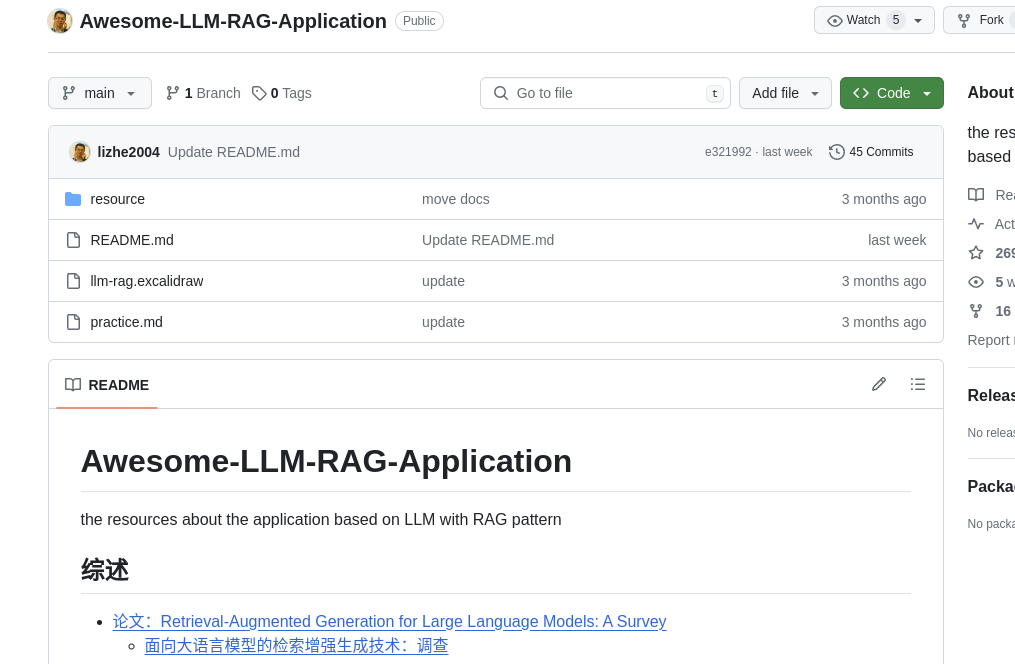 Awesome-LLM-RAG-Application Public Watch 5 Fork
main 1 Branch 0 Tags Go to file t Add file Code About
the res
based
lizhe2004 Update README.md e321992 · last week 45 Commits
resource move docs 3 months ago Rea
README.md Update README.md last week Act
269
llm-rag.excalidraw update 3 months ago 5 w
practice.md update 3 months ago 16
Report r
README Releas
No releas
Awesome-LLM-RAG-Application
Packa
the resources about the application based on LLM with RAG pattern No packa
综述
论文：Retrieval-Augmented Generation for Large Language Models: A Survey
面向大语言模型的检索增强生成技术：调查